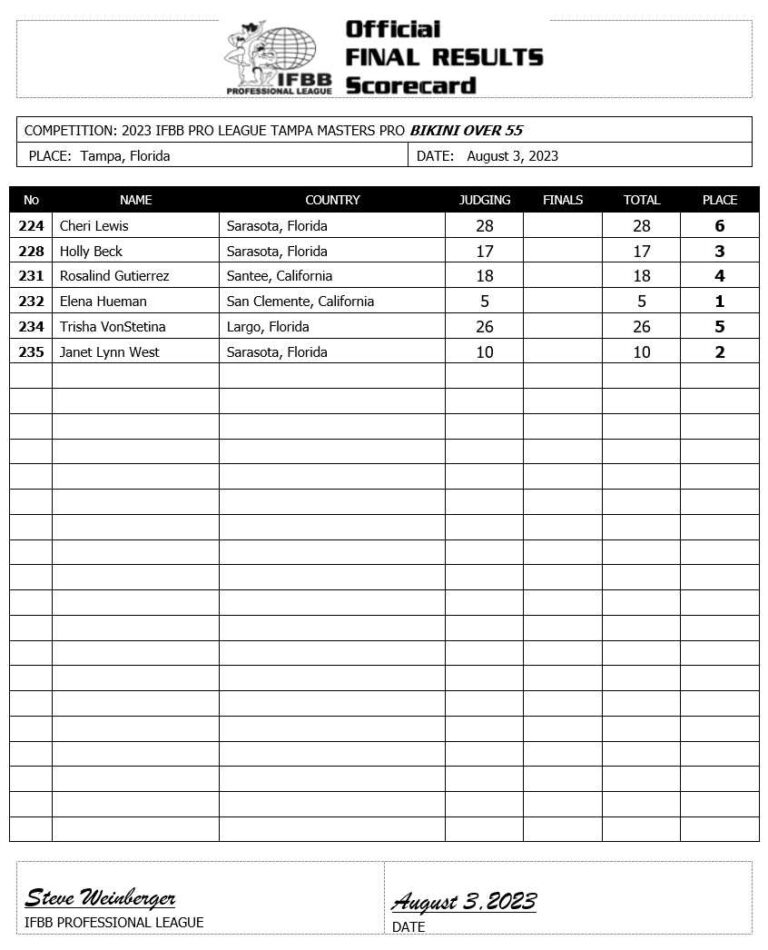 Official
FINAL RESULTS
Scorecard
IFBB
PROFESSIONAL LEAGUE
COMPETITION: 2023 IFBB PRO LEAGUE TAMPA MASTERS PRO BIKINI OVER 55
PLACE: Tampa, Florida DATE: August 3, 2023
No NAME COUNTRY JUDGING FINALS TOTAL PLACE
224 Cheri Lewis Sarasota, Florida 28 28 6
228 Holly Beck Sarasota, Florida 17 17 3
231 Rosalind Gutierrez Santee, California 18 18 4
232 Elena Hueman San Clemente, California 5 5 1
234 Trisha VonStetina Largo, Florida 26 26 5
235 Janet Lynn West Sarasota, Florida 10 10 2
Steve Weinberger August 3,2023
IFBB PROFESSIONAL LEAGUE DATE